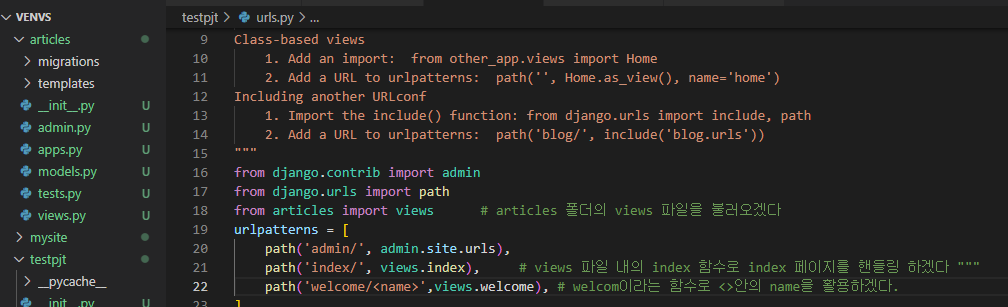 VENVS
articles
migrations
templates
__init__.py U
admin.py U
apps.py U
models.py U
tests.py U
views.py U
mysite
testpjt
__pycache__
__init__.py U
testpjt > urls.py > ...
9 Class-based views
10 1. Add an import: from other_app.views import Home
11 2. Add a URL to urlpatterns: path('', Home.as_view(), name='home')
12 Including another URLconf
13 1. Import the include() function: from django.urls import include, path
14 2. Add a URL to urlpatterns: path('blog/', include('blog.urls'))
15 """
16 from django.contrib import admin
17 from django.urls import path
18 from articles import views # articles 폴더의 views 파일을 불러오겠다
19 urlpatterns = [
20 path('admin/', admin.site.urls),
21 path('index/', views.index), # views 파일 내의 index 함수로 index 페이지를 핸들링 하겠다 """
22 path('welcome/<name>',views.welcome), # welcom이라는 함수로 <>안의 name을 활용하겠다.
23 ]